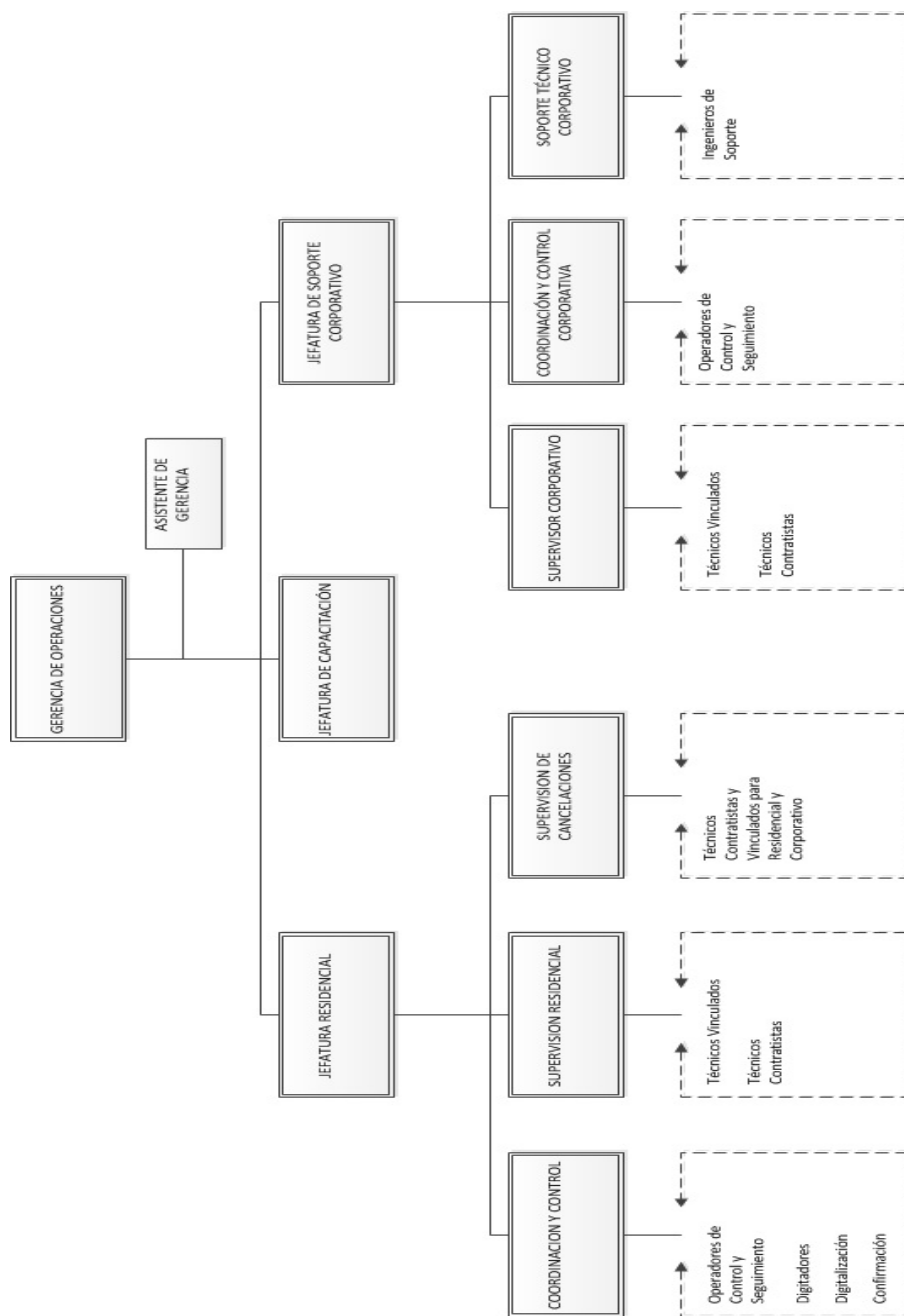 GERENCIA DE OPERACIONES
ASISTENTE DE
GERENCIA
JEFATURA RESIDENCIAL
JEFATURA DE CAPACITACIÓN
JEFATURA DE SOPORTE
CORPORATIVO
COORDINACION Y CONTROL
SUPERVISION RESIDENCIAL
SUPERVISION DE
CANCELACIONES
SUPERVISOR CORPORATIVO
COORDINACIÓN Y CONTROL
CORPORATIVA
SOPORTE TÉCNICO
CORPORATIVO
Operadores de
Control y
Seguimiento
Digitadores
Digitalización
Confirmación
Técnicos Vinculados
Técnicos
Contratistas
Técnicos
Contratistas y
Vinculados para
Residencial y
Corporativo
Técnicos Vinculados
Técnicos
Contratistas
Operadores de
Control y
Seguimiento
Ingenieros de
Soporte